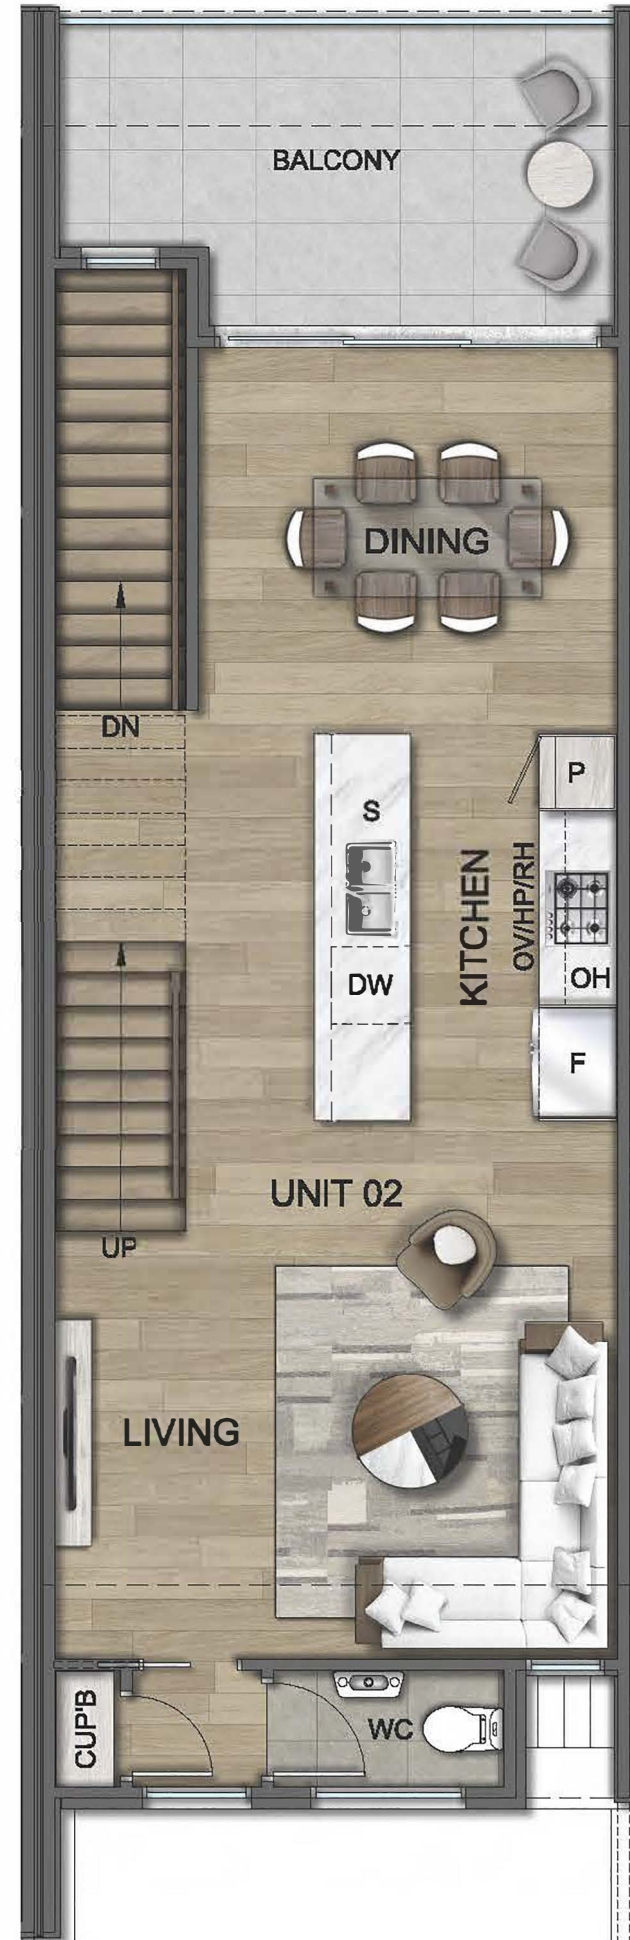 BALCONY
DINING
DN
P
S
KITCHEN
OV/HP/RH
DW
OH
F
UNIT 02
UP
LIVING
CUP'B
WC